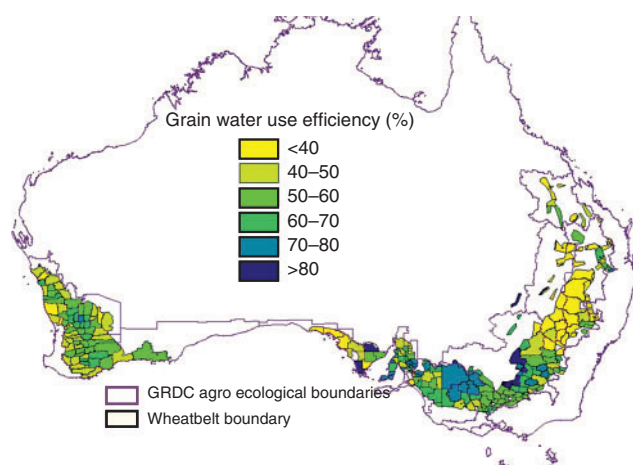 Grain water use efficiency (%)
<40
40–50
50–60
60–70
70–80
>80
GRDC agro ecological boundaries
Wheatbelt boundary